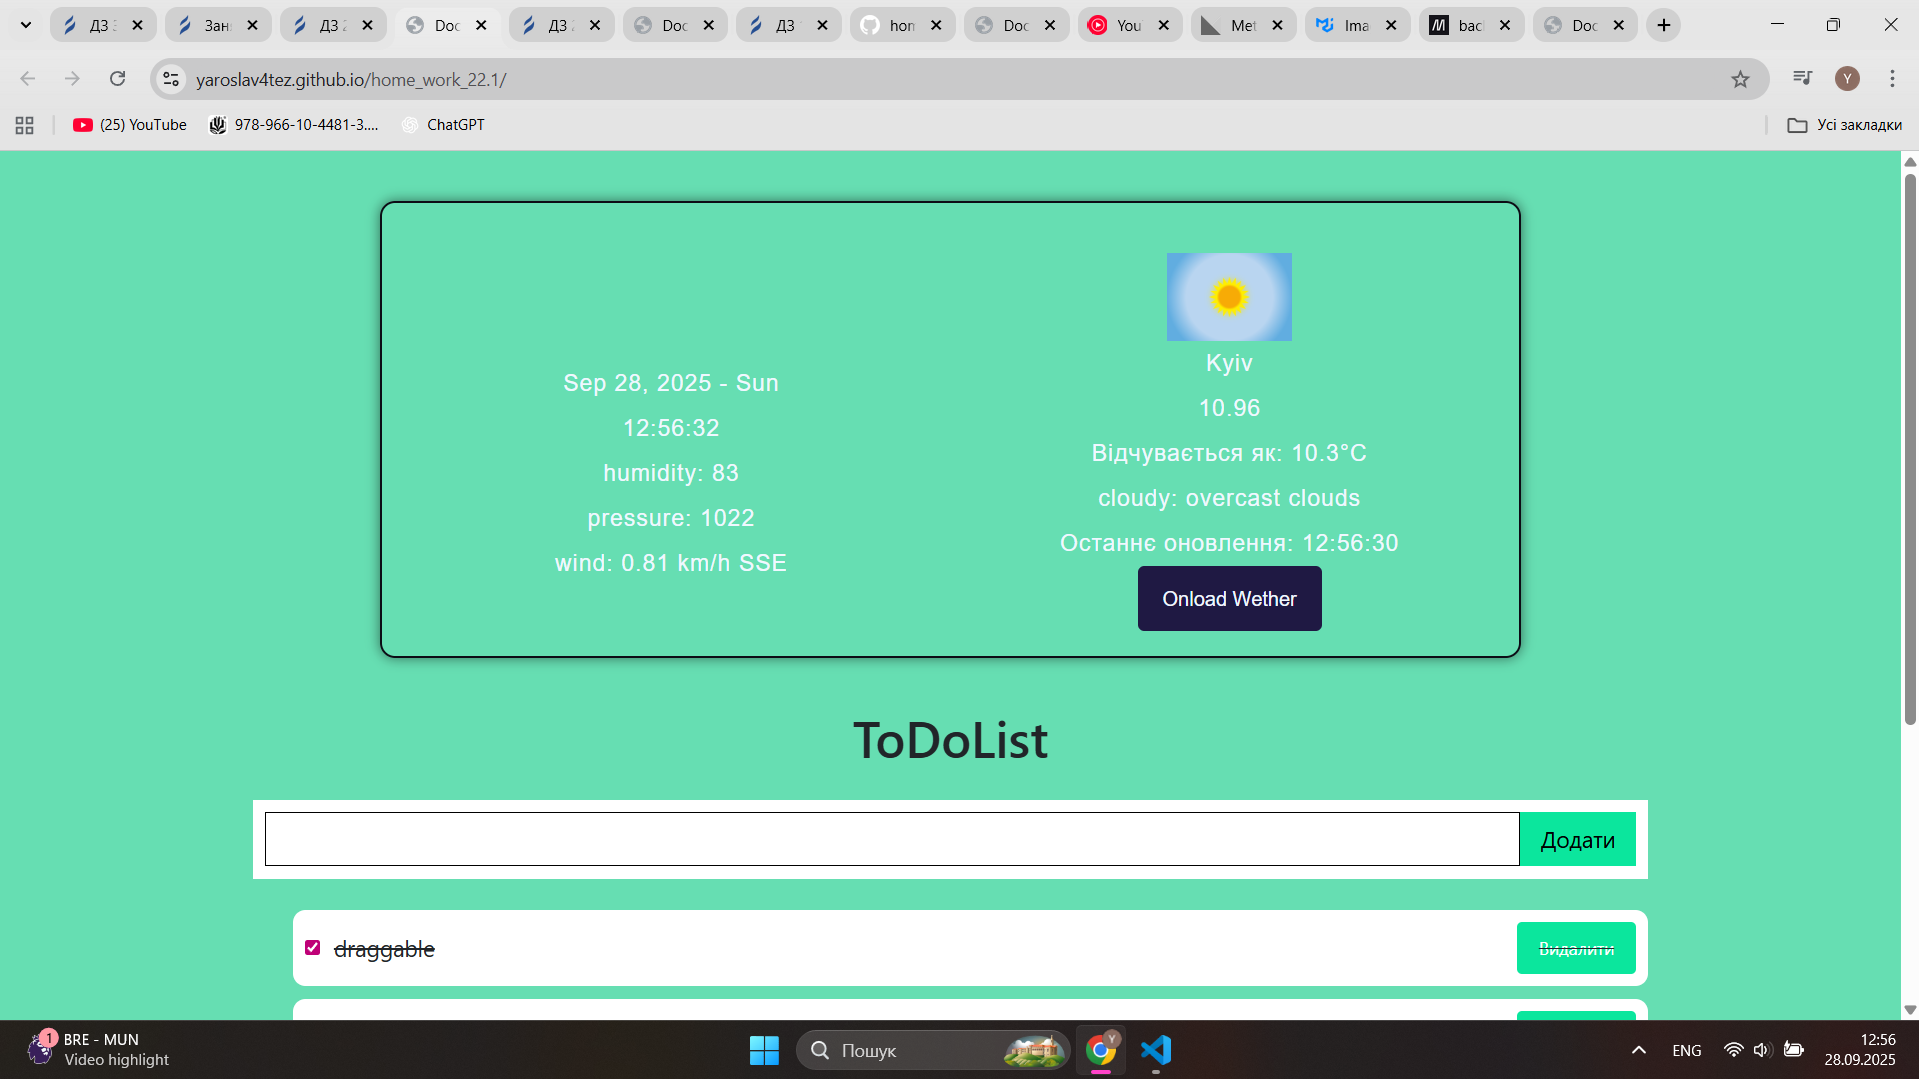 ДЗ 3
Зан
ДЗ 2
Doc
ДЗ 2
Doc
ДЗ
hom
Doc
You
Met
Ima
M bac
Doc
yaroslav4tez.github.io/home_work_22.1/
Y
(25) YouTube
978-966-10-4481-3....
ChatGPT
Усі закладки
Sep 28, 2025 - Sun
12:56:32
humidity: 83
pressure: 1022
wind: 0.81 km/h SSE
Kyiv
10.96
Відчувається як: 10.3°C
cloudy: overcast clouds
Останнє оновлення: 12:56:30
Onload Wether
ToDoList
Додати
draggable
Видалити
1
BRE - MUN
Video highlight
Пошук
Y
ENG
12:56
28.09.2025